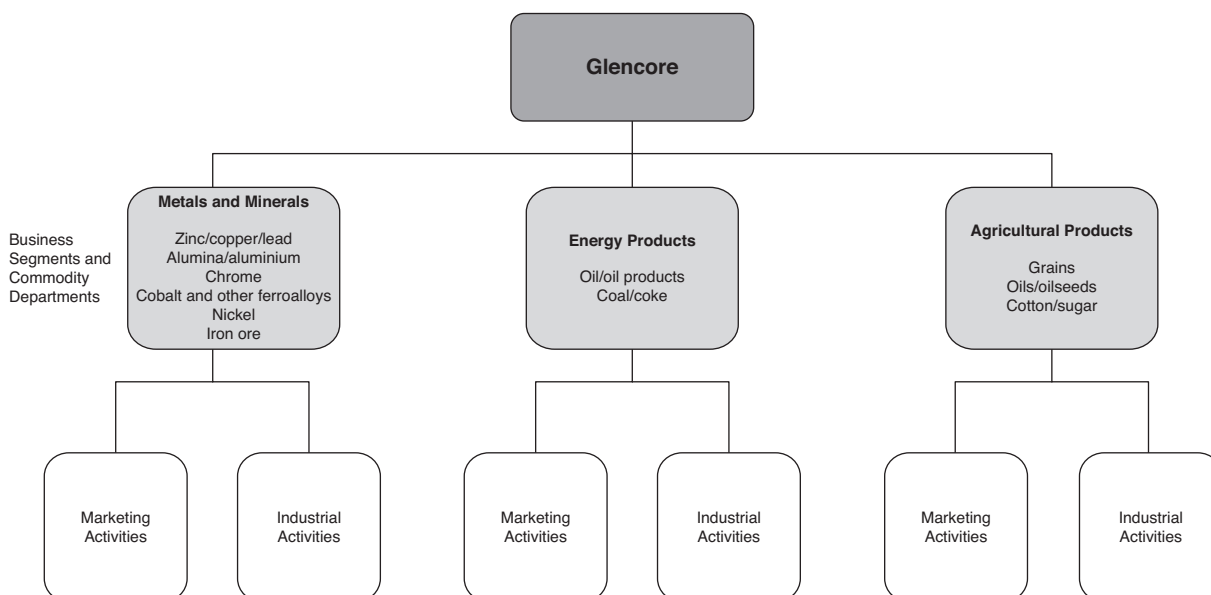 Glencore
Business
Segments and
Commodity
Departments
Metals and Minerals
Zinc/copper/lead
Alumina/aluminium
Chrome
Cobalt and other ferroalloys
Nickel
Iron ore
Energy Products
Oil/oil products
Coal/coke
Agricultural Products
Grains
Oils/oilseeds
Cotton/sugar
Marketing
Activities
Industrial
Activities
Marketing
Activities
Industrial
Activities
Marketing
Activities
Industrial
Activities